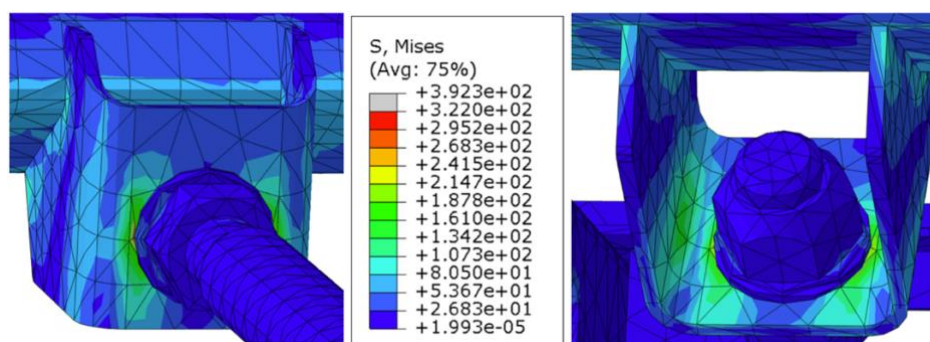 S, Mises
(Avg: 75%)
+3.923e+02
+3.220e+02
+2.952e+02
+2.683e+02
+2.415e+02
+2.147e+02
+1.878e+02
+1.610e+02
+1.342e+02
+1.073e+02
+8.050e+01
+5.367e+01
+2.683e+01
+1.993e-05